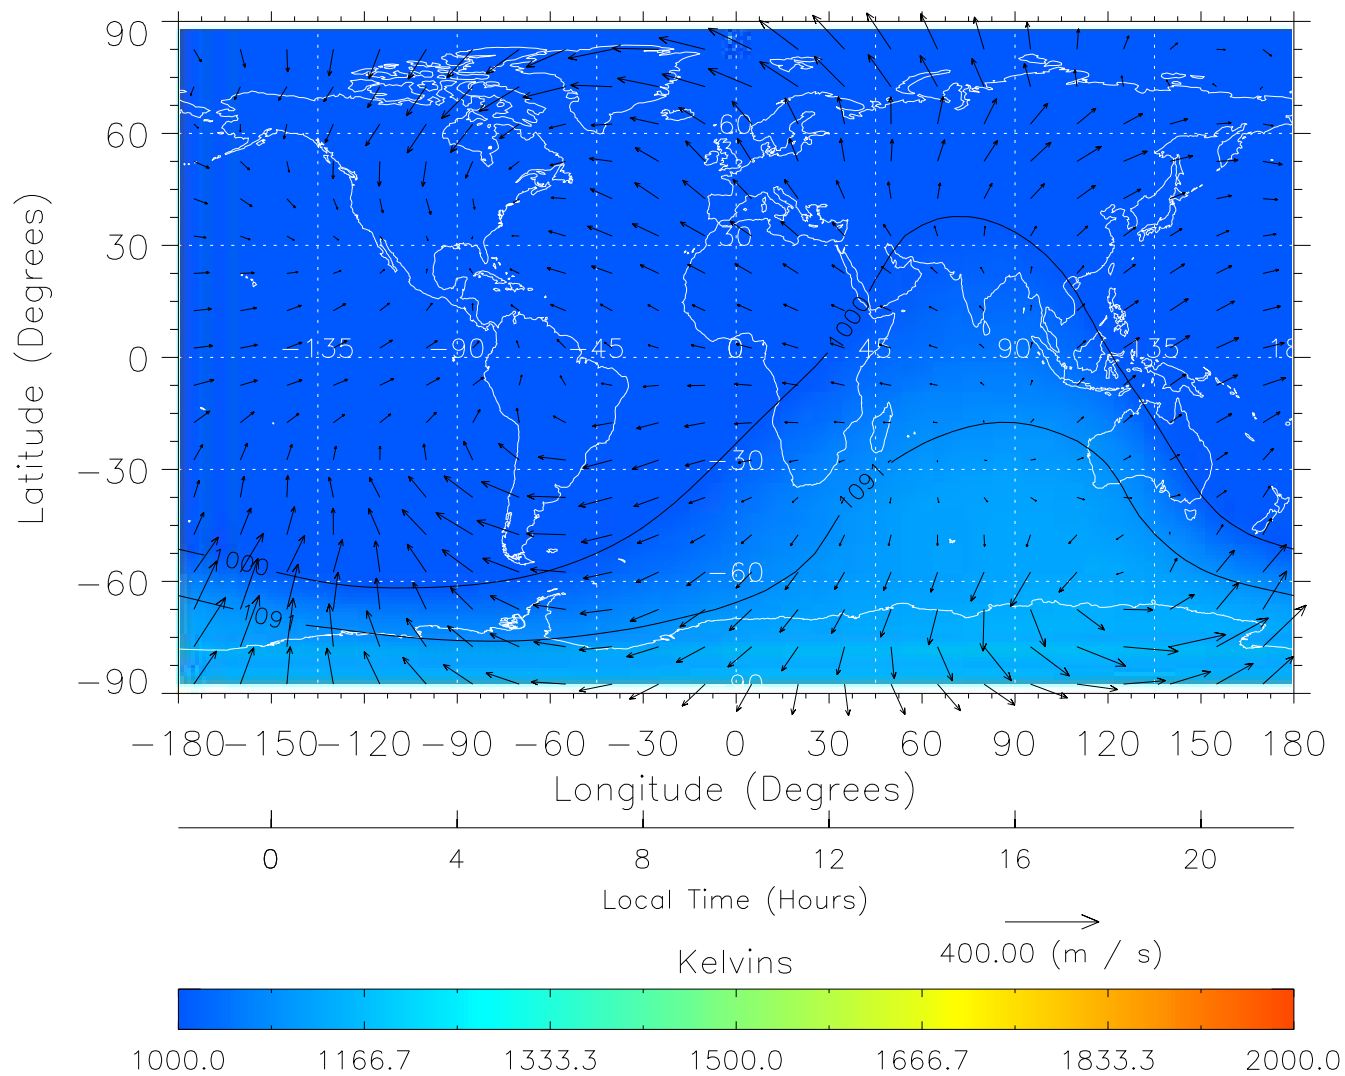 90
60
30
0
−30
−60
−90
Latitude (Degrees)
60
30
−135 −90 −45 0 45 90 135 18
−30
−60
−90
1000
1091
1000
1091
−180 −150 −120 −90 −60 −30 0 30 60 90 120 150 180
Longitude (Degrees)
0 4 8 12 16 20
Local Time (Hours)
400.00 (m / s)
Kelvins
1000.0 1166.7 1333.3 1500.0 1666.7 1833.3 2000.0